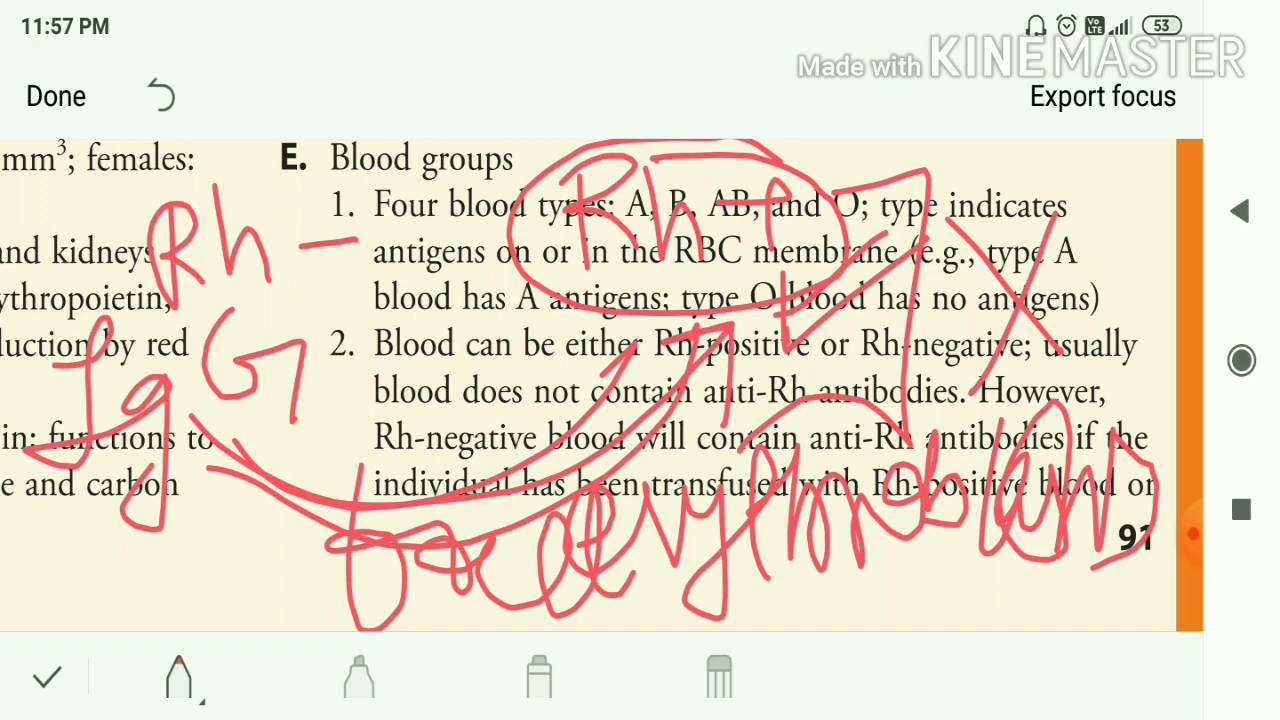 11:57 PM
Vo
LTE
53
Made with KINEMASTER
Done
Export focus
mm³; females:
and kidneys
ythropoietin,
luction by red
in: functions to
e and carbon
E. Blood groups
1. Four blood types: A, B, AB, and O; type indicates
antigens on or in the RBC membrane (e.g., type A
blood has A antigens; type O blood has no antigens)
2. Blood can be either Rh-positive or Rh-negative; usually
blood does not contain anti-Rh antibodies. However,
Rh-negative blood will contain anti-Rh antibodies if the
individual has been transfused with Rh-positive blood or
91
Rh -
Rh +
Ig G